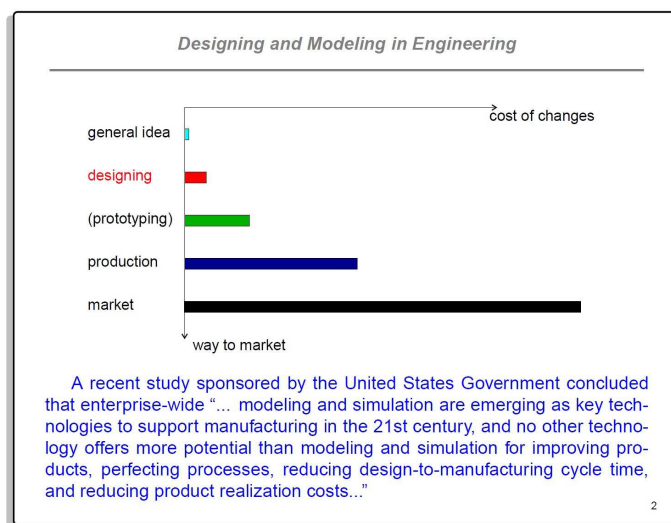 Designing and Modeling in Engineering
cost of changes
general idea
designing
(prototyping)
production
market
way to market
A recent study sponsored by the United States Government concluded
that enterprise-wide “... modeling and simulation are emerging as key tech-
nologies to support manufacturing in the 21st century, and no other techno-
logy offers more potential than modeling and simulation for improving pro-
ducts, perfecting processes, reducing design-to-manufacturing cycle time,
and reducing product realization costs...”
2